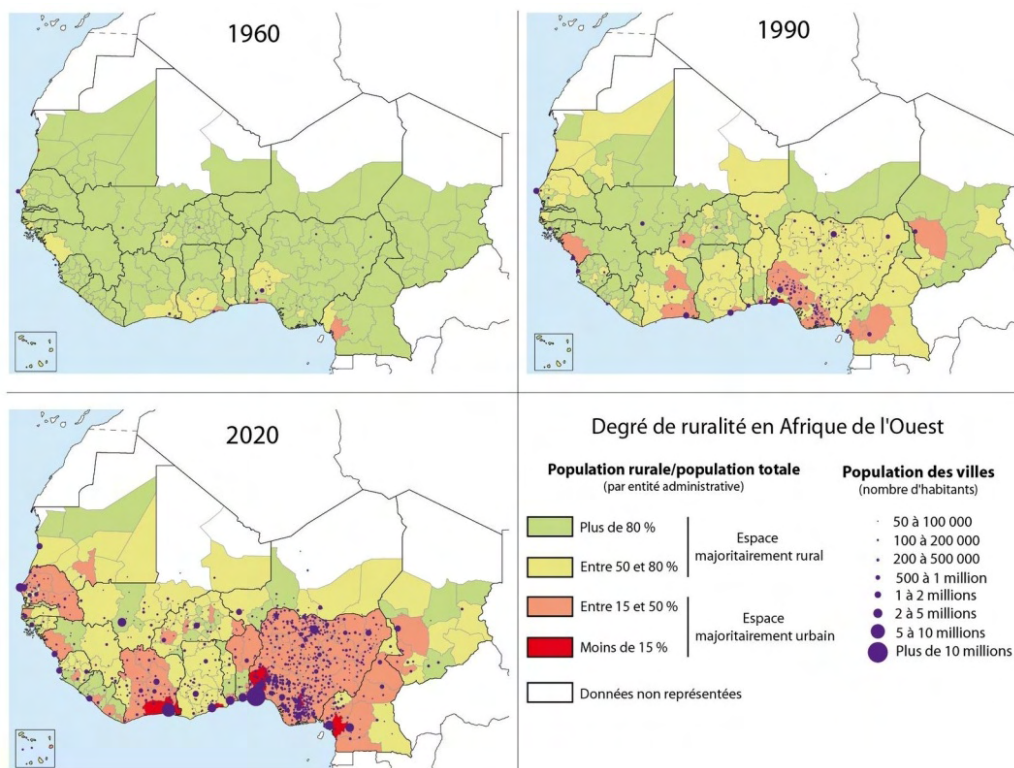 1960
1990
2020
Degré de ruralité en Afrique de l'Ouest
Population rurale/population totale
(par entité administrative)
Plus de 80 %
Entre 50 et 80 %
Espace
majoritairement rural
Entre 15 et 50 %
Moins de 15 %
Espace
majoritairement urbain
Données non représentées
Population des villes
(nombre d'habitants)
50 à 100 000
100 à 200 000
200 à 500 000
500 à 1 million
1 à 2 millions
2 à 5 millions
5 à 10 millions
Plus de 10 millions